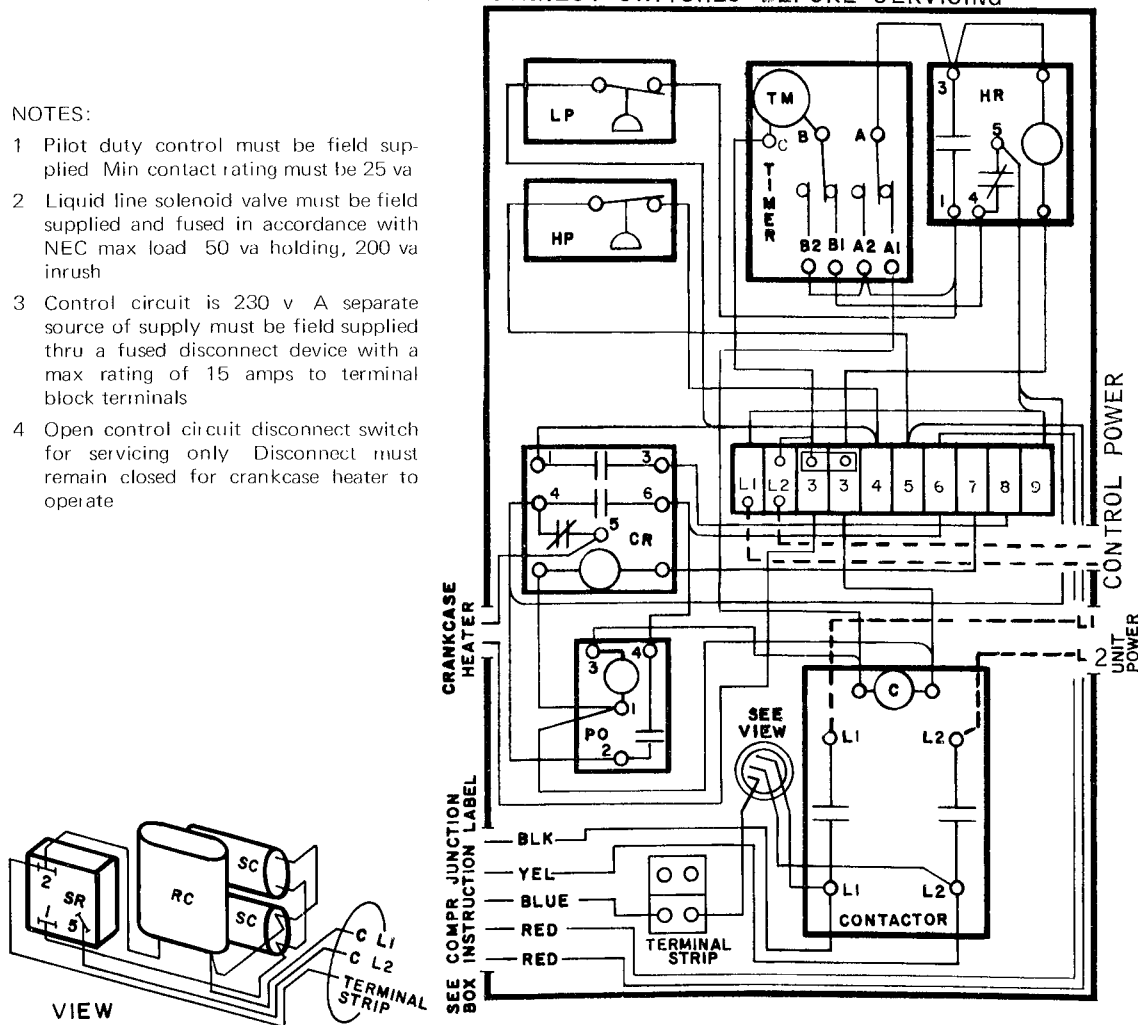 CONNECT SWITCHES BEFORE SERVICING
NOTES:
1 Pilot duty control must be field sup-
plied Min contact rating must be 25 va
2 Liquid line solenoid valve must be field
supplied and fused in accordance with
NEC max load 50 va holding, 200 va
inrush
3 Control circuit is 230 v A separate
source of supply must be field supplied
thru a fused disconnect device with a
max rating of 15 amps to terminal
block terminals
4 Open control circuit disconnect switch
for servicing only Disconnect must
remain closed for crankcase heater to
operate
LP
HP
TM
C
B
A
TIMER
B2 B1 A2 A1
3
HR
5
1
4
L1 L2 3 3 4 5 6 7 8 9
CONTROL POWER
1
3
4
6
5
CR
CRANKCASE
HEATER
3
4
1
PO
2
L1
L2
UNIT
POWER
C
SEE
VIEW
L1
L2
L1
L2
CONTACTOR
SEE COMPR JUNCTION
BOX INSTRUCTION LABEL
BLK
YEL
BLUE
RED
RED
TERMINAL
STRIP
2
SR
1
5
RC
SC
SC
C L1
C L2
TERMINAL
STRIP
VIEW